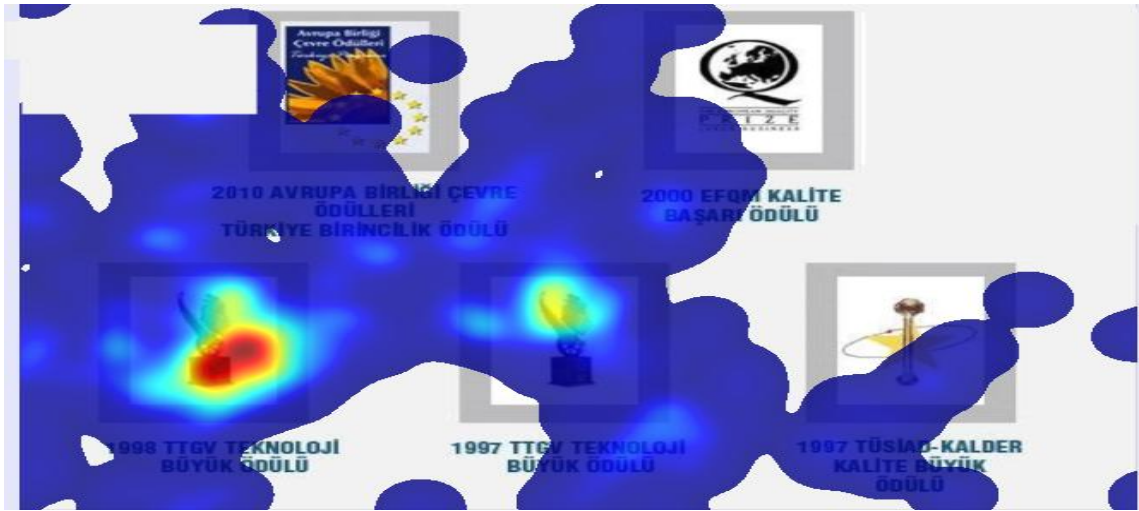 Avrupa Birliği
Çevre Ödülleri
PRIZE
2010 AVRUPA BİRLİĞİ ÇEVRE
ÖDÜLLERİ
TÜRKİYE BİRİNCİLİK ÖDÜLÜ
2000 EFQM KALİTE
BAŞARI ÖDÜLÜ
1998 TTGV TEKNOLOJİ
BÜYÜK ÖDÜLÜ
1997 TTGV TEKNOLOJİ
BÜYÜK ÖDÜLÜ
1997 TÜSİAD-KALDER
KALİTE BÜYÜK
ÖDÜLÜ